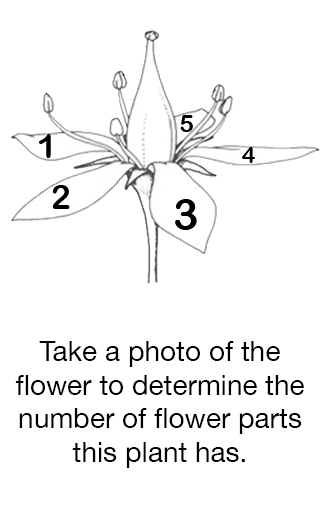 5
1
4
2
3
Take a photo of the
flower to determine the
number of flower parts
this plant has.